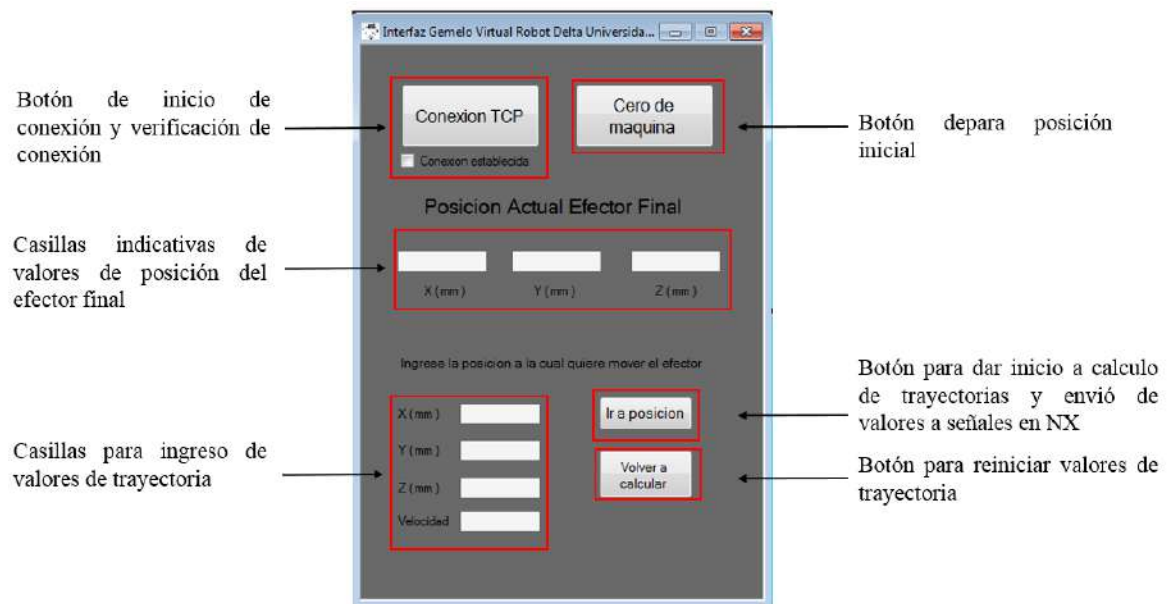 Interfaz Gemelo Virtual Robot Delta Universida...
Botón de inicio de
conexión y verificación de
conexión
Conexion TCP
Conexion establecida
Cero de
maquina
Botón depara posición
inicial
Posicion Actual Efector Final
Casillas indicativas de
valores de posición del
efector final
X ( mm )
Y ( mm )
Z ( mm )
Ingrese la posicion a la cual quiere mover el efector
Casillas para ingreso de
valores de trayectoria
X ( mm )
Y ( mm )
Z ( mm )
Velocidad
Ir a posicion
Volver a
calcular
Botón para dar inicio a calculo
de trayectorias y envió de
valores a señales en NX
Botón para reiniciar valores de
trayectoria